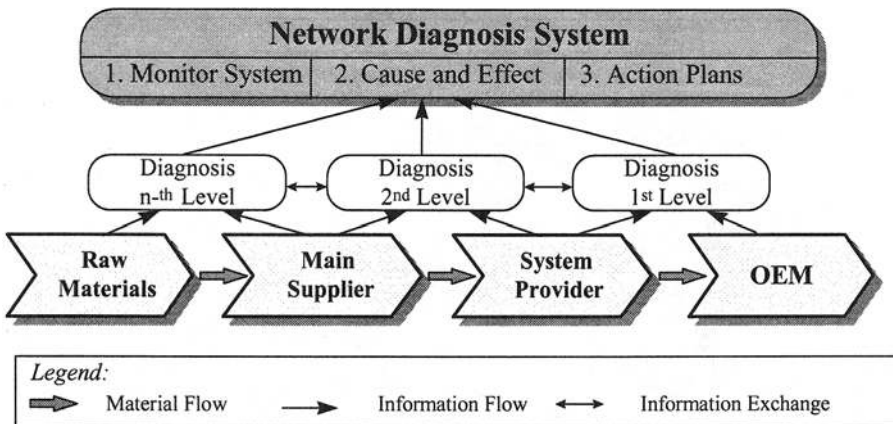 Network Diagnosis System
1. Monitor System 2. Cause and Effect 3. Action Plans
Diagnosis
n-th Level
Diagnosis
2nd Level
Diagnosis
1st Level
Raw
Materials
Main
Supplier
System
Provider
OEM
Legend:
Material Flow Information Flow Information Exchange